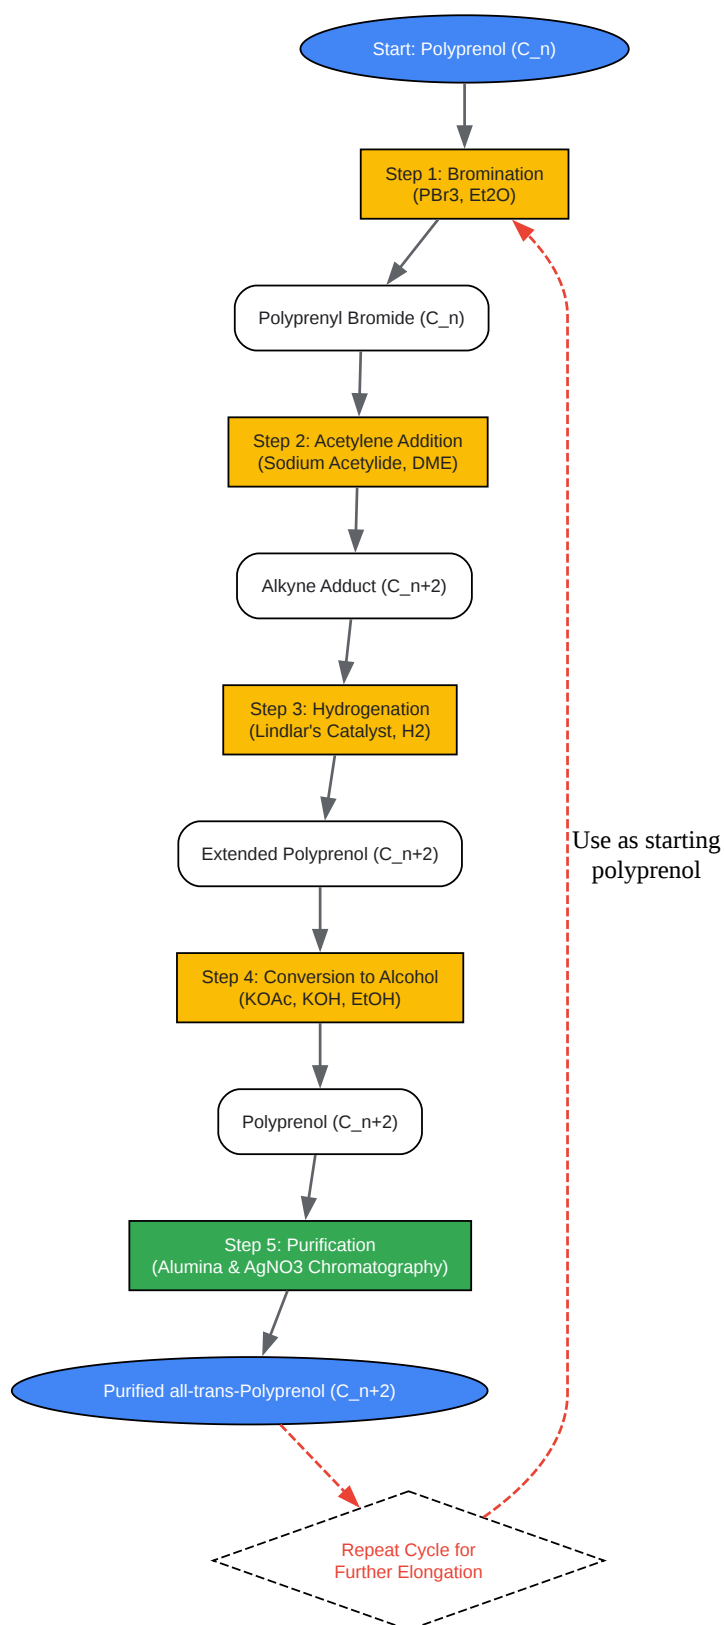 Start: Polyprenol (C_n)
Step 1: Bromination
(PBr3, Et2O)
Polyprenyl Bromide (C_n)
Step 2: Acetylene Addition
(Sodium Acetylide, DME)
Alkyne Adduct (C_n+2)
Step 3: Hydrogenation
(Lindlar's Catalyst, H2)
Extended Polyprenol (C_n+2)
Use as starting
polyprenol
Step 4: Conversion to Alcohol
(KOAc, KOH, EtOH)
Polyprenol (C_n+2)
Step 5: Purification
(Alumina & AgNO3 Chromatography)
Purified all-trans-Polyprenol (C_n+2)
Repeat Cycle for
Further Elongation